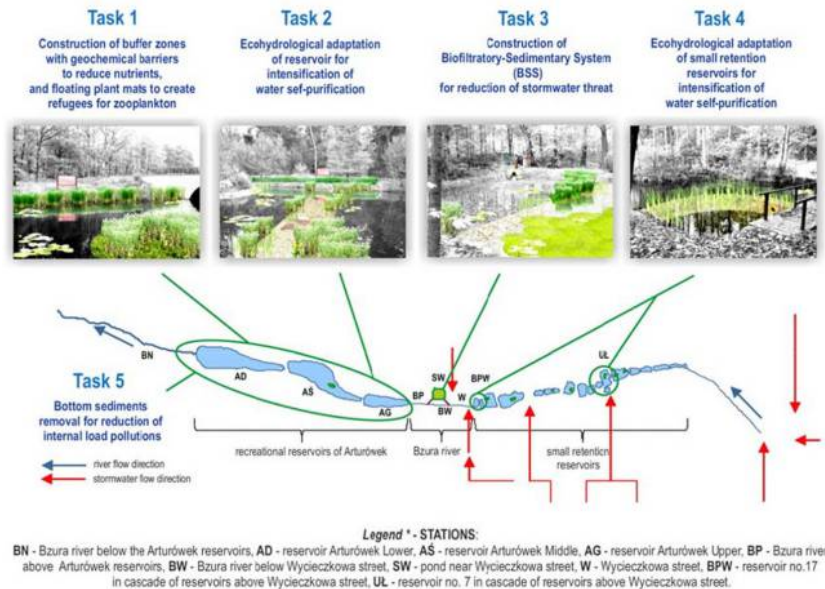 Task 1
Construction of buffer zones
with geochemical barriers
to reduce nutrients,
and floating plant mats to create
refugees for zooplankton
Task 2
Ecohydrological adaptation
of reservoir for
intensification of
water sef-purification
Task 3
Construction of
Biofiltratory-Sedimentary System
(BSS)
for reduction of stormwater threat
Task 4
Ecohydrological adaptation
of small retention
reservoirs for
intensification of
water self-purification
BN
AD
AŚ
AG
BP
SW
BW
W
BPW
UŁ
Task 5
Bottom sediments
removal for reduction of
internal load pollutions
river flow direction
stormwater flow direction
recreational reservoirs of Arturówek
Bzura river
small retention
reservoirs
Legend * - STATIONS:
BN - Bzura river below the Arturówek reservoirs, AD - reservoir Arturówek Lower, AŚ - reservoir Arturówek Middle, AG - reservoir Arturówek Upper, BP - Bzura river
above Arturówek reservoirs, BW - Bzura river below Wycieczkowa street, SW - pond near Wycieczkowa street, W - Wycieczkowa street, BPW - reservoir no.17
in cascade of reservoirs above Wycieczkowa street, UŁ - reservoir no. 7 in cascade of reservoirs above Wycieczkowa street.